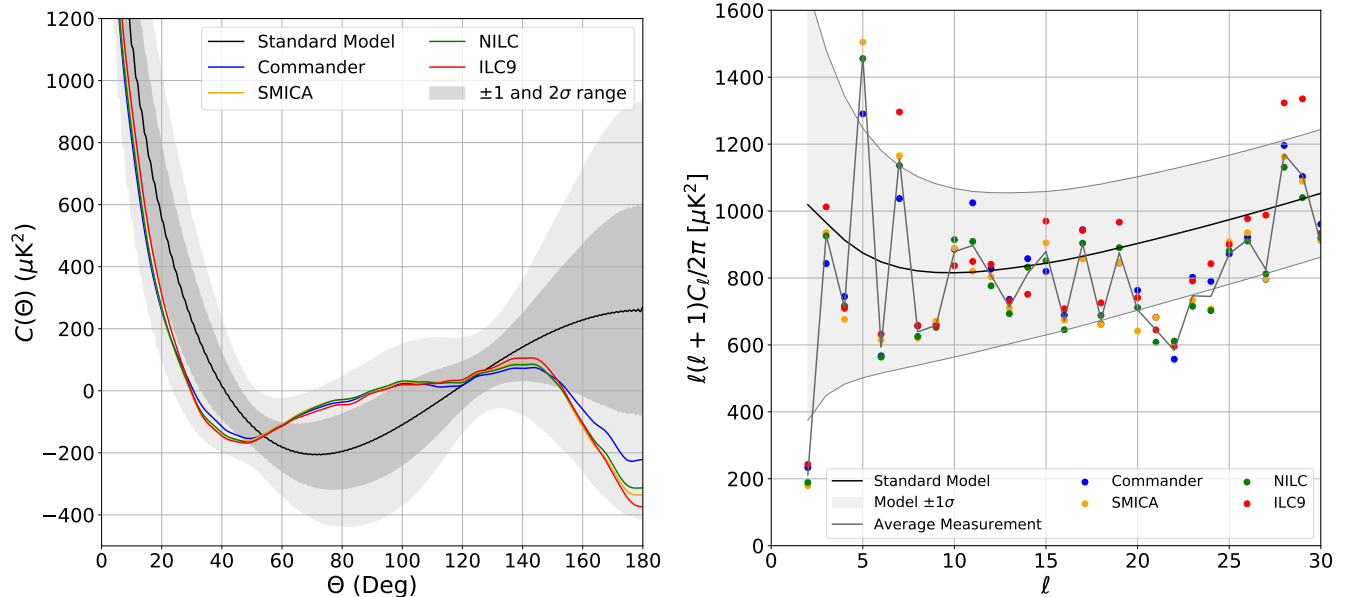 1200
1000
800
600
400
200
0
−200
−400
C(Θ) (μK²)
0 20 40 60 80 100 120 140 160 180
Θ (Deg)
Standard Model
Commander
SMICA
NILC
ILC9
±1 and 2σ range
1600
1400
1200
1000
800
600
400
200
0
ℓ(ℓ + 1)Cℓ/2π [μK²]
0 5 10 15 20 25 30
ℓ
Standard Model
Model ±1σ
Average Measurement
Commander
SMICA
NILC
ILC9